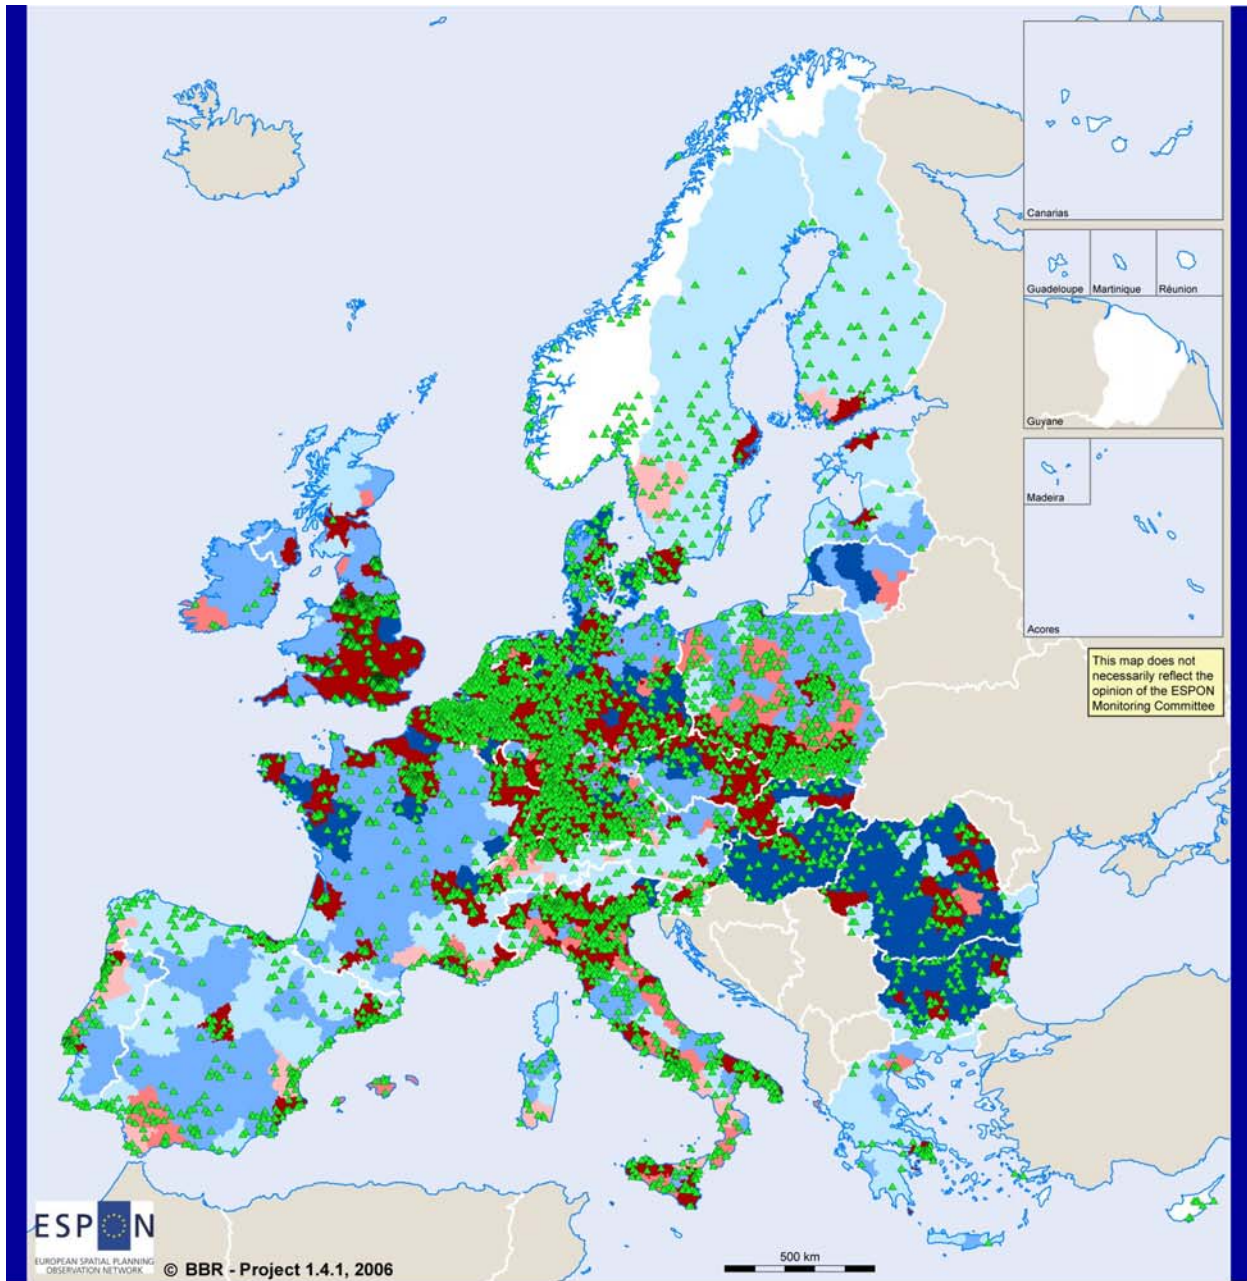 Canarias
Guadeloupe
Martinique
Réunion
Guyane
Madeira
Acores
This map does not
necessarily reflect the
opinion of the ESPON
Monitoring Committee
ESPON
EUROPEAN SPATIAL PLANNING
OBSERVATION NETWORK
© BBR - Project 1.4.1, 2006
500 km